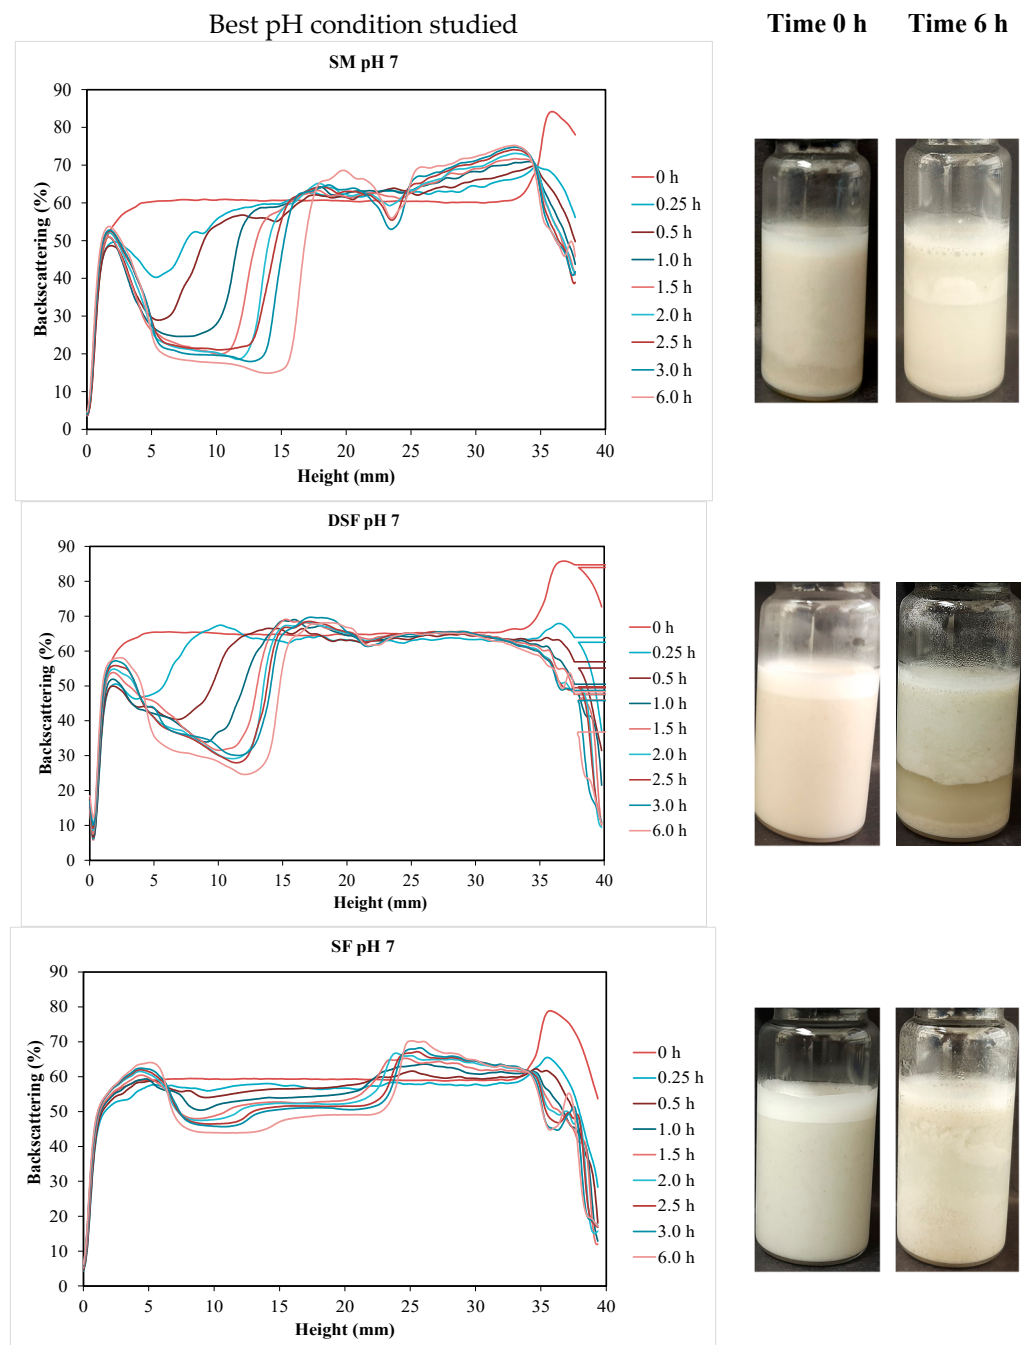 Best pH condition studied
Time 0 h
Time 6 h
SM pH 7
Backscattering (%)
90
80
70
60
50
40
30
20
10
0
0 5 10 15 20 25 30 35 40
Height (mm)
0 h
0.25 h
0.5 h
1.0 h
1.5 h
2.0 h
2.5 h
3.0 h
6.0 h
DSF pH 7
Backscattering (%)
90
80
70
60
50
40
30
20
10
0
0 5 10 15 20 25 30 35 40
Height (mm)
0 h
0.25 h
0.5 h
1.0 h
1.5 h
2.0 h
2.5 h
3.0 h
6.0 h
SF pH 7
Backscattering (%)
90
80
70
60
50
40
30
20
10
0
0 5 10 15 20 25 30 35 40
Height (mm)
0 h
0.25 h
0.5 h
1.0 h
1.5 h
2.0 h
2.5 h
3.0 h
6.0 h